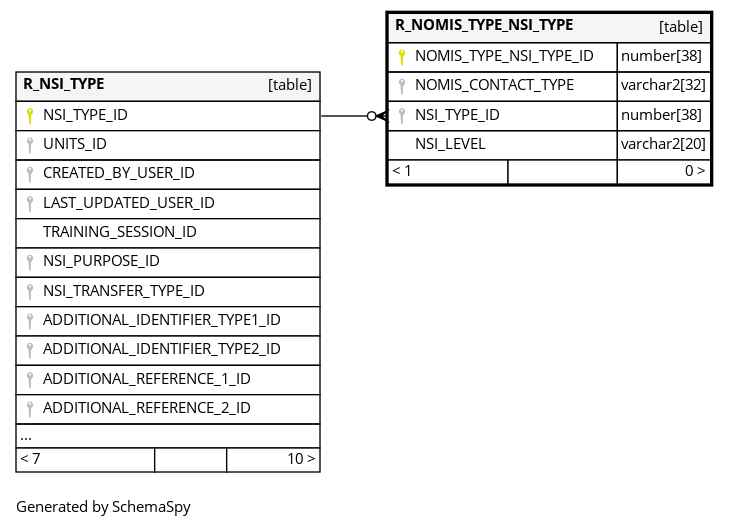 R_NSI_TYPE [table]
NSI_TYPE_ID
UNITS_ID
CREATED_BY_USER_ID
LAST_UPDATED_USER_ID
TRAINING_SESSION_ID
NSI_PURPOSE_ID
NSI_TRANSFER_TYPE_ID
ADDITIONAL_IDENTIFIER_TYPE1_ID
ADDITIONAL_IDENTIFIER_TYPE2_ID
ADDITIONAL_REFERENCE_1_ID
ADDITIONAL_REFERENCE_2_ID
...
< 7 10 >
R_NOMIS_TYPE_NSI_TYPE [table]
NOMIS_TYPE_NSI_TYPE_ID number[38]
NOMIS_CONTACT_TYPE varchar2[32]
NSI_TYPE_ID number[38]
NSI_LEVEL varchar2[20]
< 1 0 >
Generated by SchemaSpy